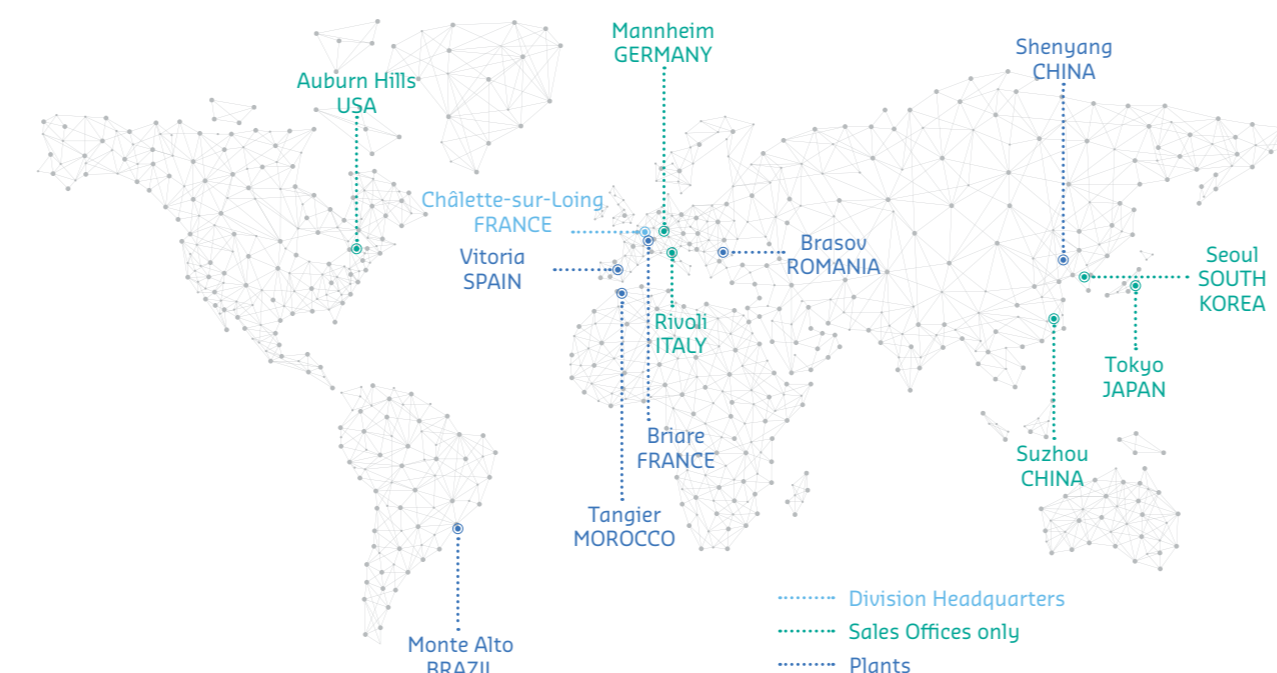 Mannheim
GERMANY
Shenyang
CHINA
Auburn Hills
USA
Châlette-sur-Loing
FRANCE
Vitoria
SPAIN
Brasov
ROMANIA
Seoul
SOUTH
KOREA
Rivoli
ITALY
Tokyo
JAPAN
Briare
FRANCE
Suzhou
CHINA
Tangier
MOROCCO
Monte Alto
BRAZIL
Division Headquarters
Sales Offices only
Plants